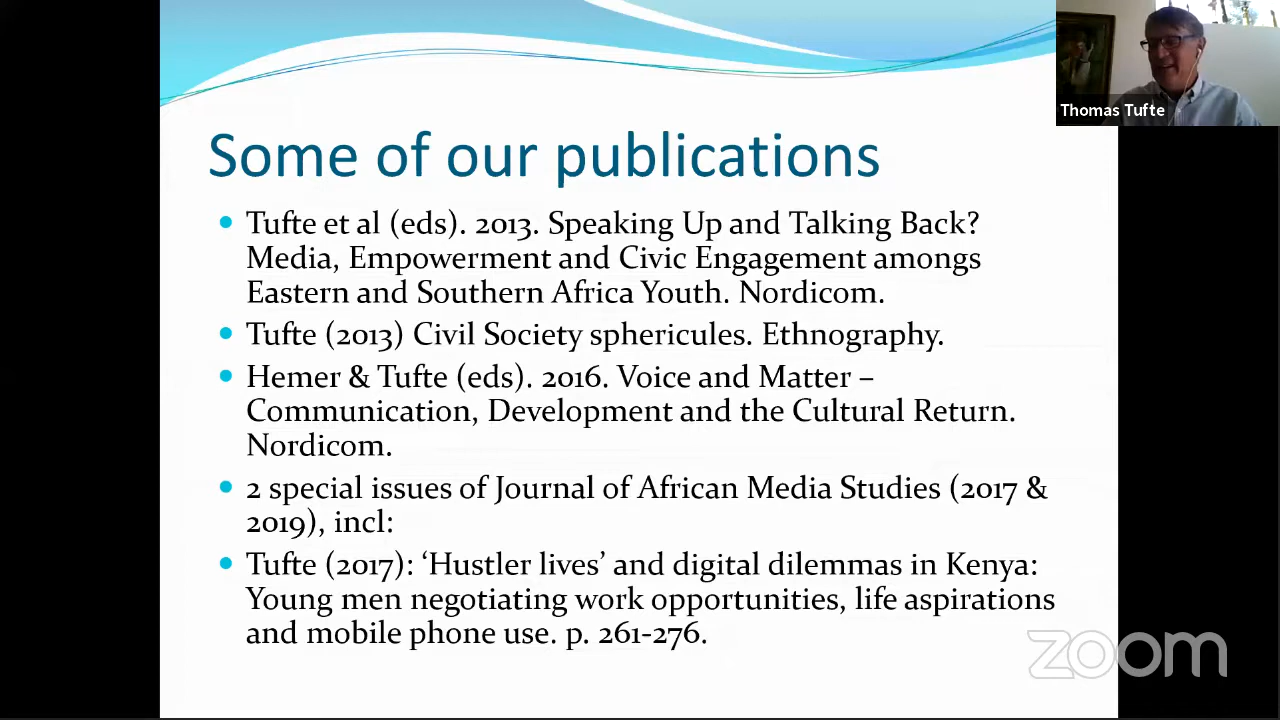 Thomas Tufte
Some of our publications
• Tufte et al (eds). 2013. Speaking Up and Talking Back?
Media, Empowerment and Civic Engagement amongs
Eastern and Southern Africa Youth. Nordicom.
• Tufte (2013) Civil Society sphericules. Ethnography.
• Hemer & Tufte (eds). 2016. Voice and Matter –
Communication, Development and the Cultural Return.
Nordicom.
• 2 special issues of Journal of African Media Studies (2017 &
2019), incl:
• Tufte (2017): ‘Hustler lives’ and digital dilemmas in Kenya:
Young men negotiating work opportunities, life aspirations
and mobile phone use. p. 261-276.
zoom